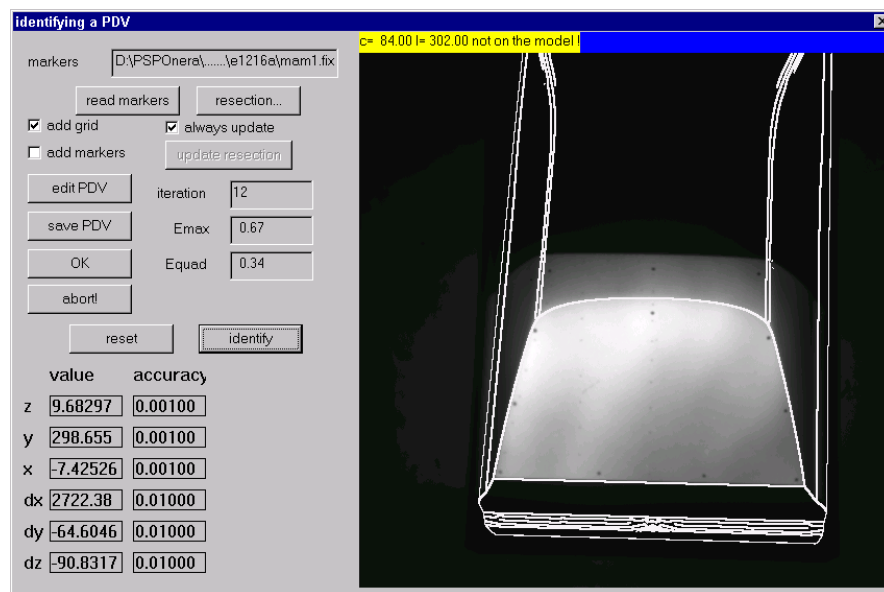 identifying a PDV
c= 84.00 l= 302.00 not on the model !
markers D:\PSPOnera\......\e1216a\mam1.fix
read markers resection...
add grid always update
add markers update resection
edit PDV iteration 12
save PDV Emax 0.67
OK Equad 0.34
abort!
reset identify
value accuracy
z 9.68297 0.00100
y 298.655 0.00100
x -7.42526 0.00100
dx 2722.38 0.01000
dy -64.6046 0.01000
dz -90.8317 0.01000